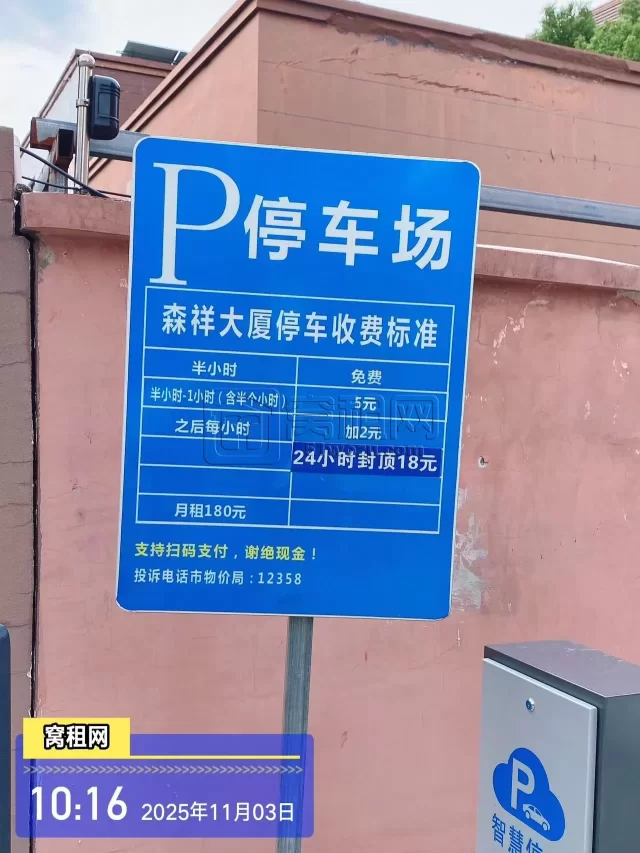 P停车场
森祥大厦停车收费标准
半小时 免费
半小时-1小时（含半个小时） 5元
之后每小时 加2元
24小时封顶18元
月租180元
支持扫码支付，谢绝现金！
投诉电话市物价局：12358
窝租网
窝租网
10:16 2025年11月03日
P
智慧停